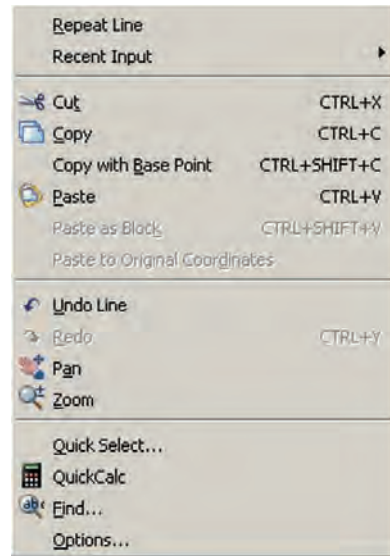 Repeat Line
Recent Input
Cut CTRL+X
Copy CTRL+C
Copy with Base Point CTRL+SHIFT+C
Paste CTRL+V
Paste as Block CTRL+SHIFT+V
Paste to Original Coordinates
Undo Line
Redo CTRL+Y
Pan
Zoom
Quick Select...
QuickCalc
Find...
Options...